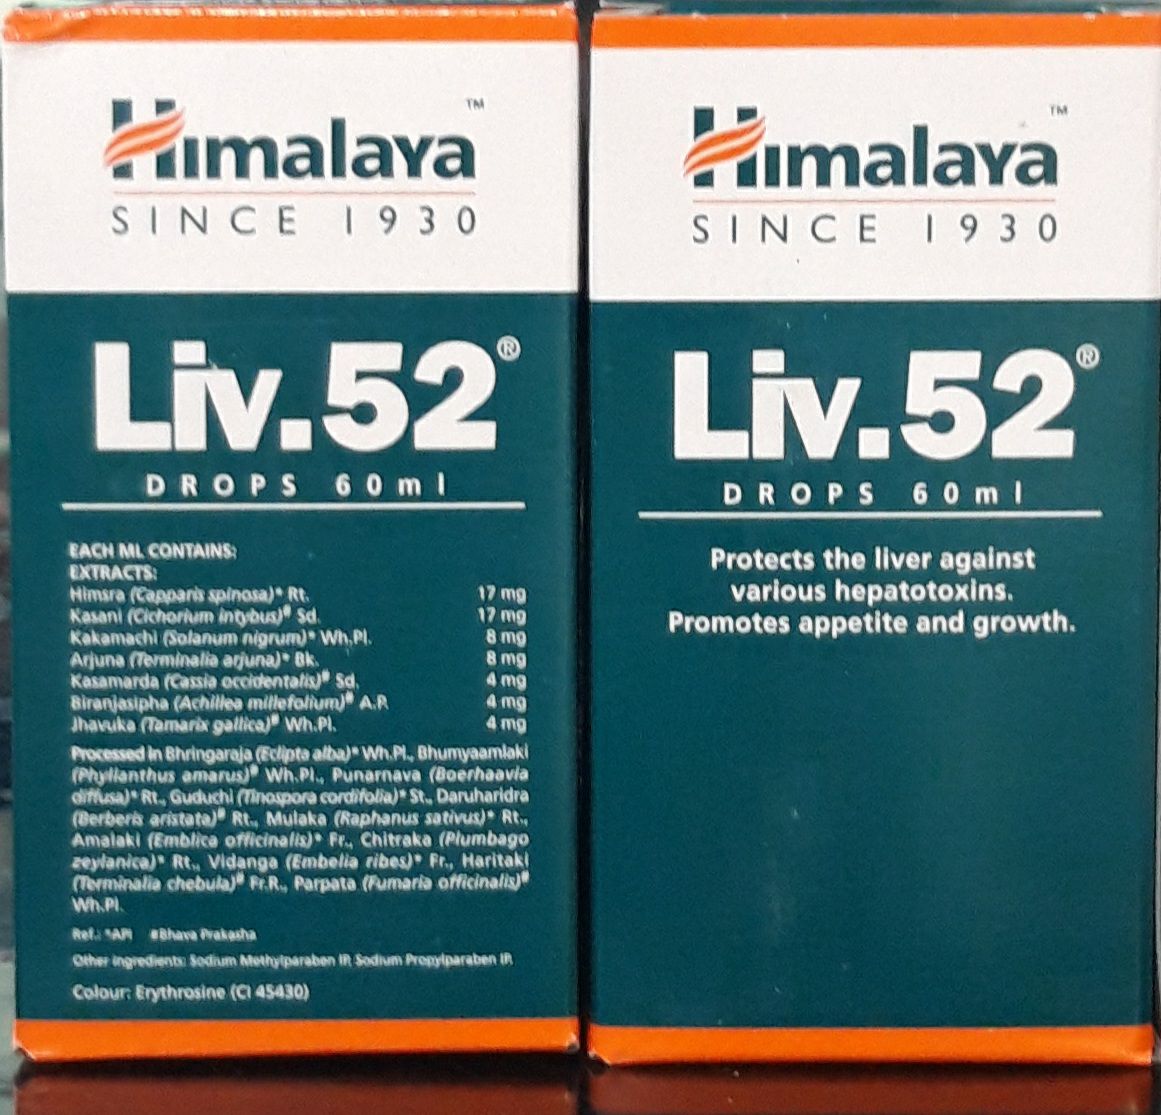 Himalaya™
SINCE 1930
Liv.52®
DROPS 60ml
EACH ML CONTAINS:
EXTRACTS:
Himsra (Capparis spinosa)* Rt. 17 mg
Kasani (Cichorium intybus)# Sd. 17 mg
Kakamachi (Solanum nigrum)* Wh.Pl. 8 mg
Arjuna (Terminalia arjuna)* Bk. 8 mg
Kasamarda (Cassia occidentalis)# Sd. 4 mg
Biranjasipha (Achillea millefolium)# A.P. 4 mg
Jhavuka (Tamarix gallica)# Wh.Pl. 4 mg
Processed in Bhringaraja (Eclipta alba)* Wh.Pl., Bhumyaamlaki
(Phyllanthus amarus)# Wh.Pl., Punarnava (Boerhaavia
diffusa)* Rt., Guduchi (Tinospora cordifolia)* St., Daruharidra
(Berberis aristata)# Rt., Mulaka (Raphanus sativus)* Rt.,
Amalaki (Emblica officinalis)* Fr., Chitraka (Plumbago
zeylanica)* Rt., Vidanga (Embelia ribes)* Fr., Haritaki
(Terminalia chebula)# Fr.R., Parpata (Fumaria officinalis)#
Wh.Pl.
Ref.: *API #Bhava Prakasha
Other ingredients: Sodium Methylparaben IP, Sodium Propylparaben IP.
Colour: Erythrosine (CI 45430)
Himalaya™
SINCE 1930
Liv.52®
DROPS 60ml
Protects the liver against
various hepatotoxins.
Promotes appetite and growth.